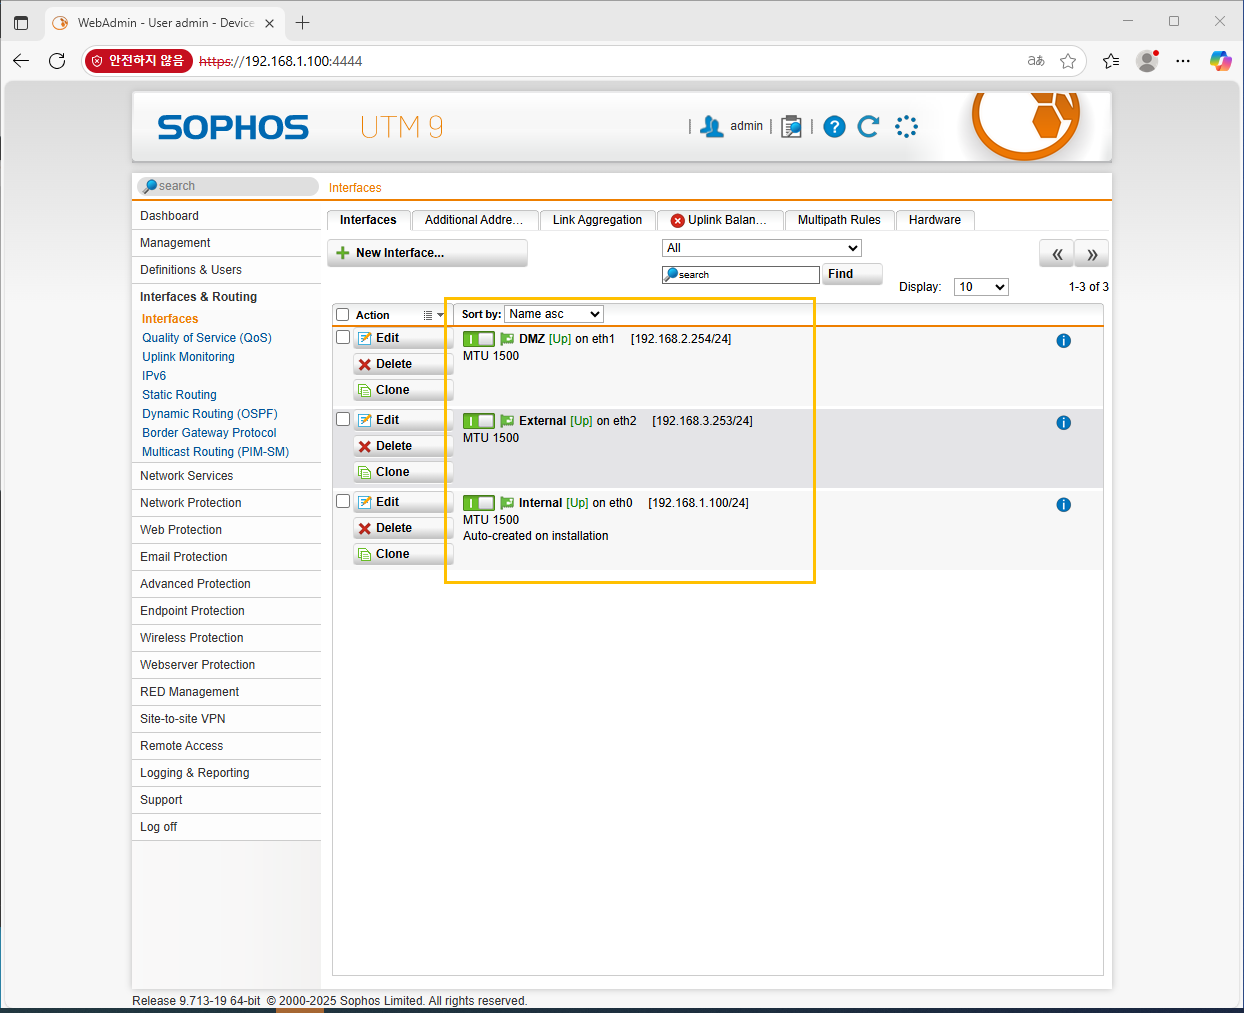 WebAdmin - User admin - Device
안전하지 않음 https://192.168.1.100:4444
aあ
SOPHOS UTM 9
| admin | | ?
search
Interfaces
Dashboard
Management
Definitions & Users
Interfaces & Routing
Interfaces
Quality of Service (QoS)
Uplink Monitoring
IPv6
Static Routing
Dynamic Routing (OSPF)
Border Gateway Protocol
Multicast Routing (PIM-SM)
Network Services
Network Protection
Web Protection
Email Protection
Advanced Protection
Endpoint Protection
Wireless Protection
Webserver Protection
RED Management
Site-to-site VPN
Remote Access
Logging & Reporting
Support
Log off
Interfaces Additional Addre... Link Aggregation Uplink Balan... Multipath Rules Hardware
New Interface...
All
search Find
Display: 10 1-3 of 3
« »
Action Sort by: Name asc
Edit DMZ [Up] on eth1 [192.168.2.254/24]
MTU 1500
Delete
Clone
Edit External [Up] on eth2 [192.168.3.253/24]
MTU 1500
Delete
Clone
Edit Internal [Up] on eth0 [192.168.1.100/24]
MTU 1500
Delete Auto-created on installation
Clone
Release 9.713-19 64-bit © 2000-2025 Sophos Limited. All rights reserved.